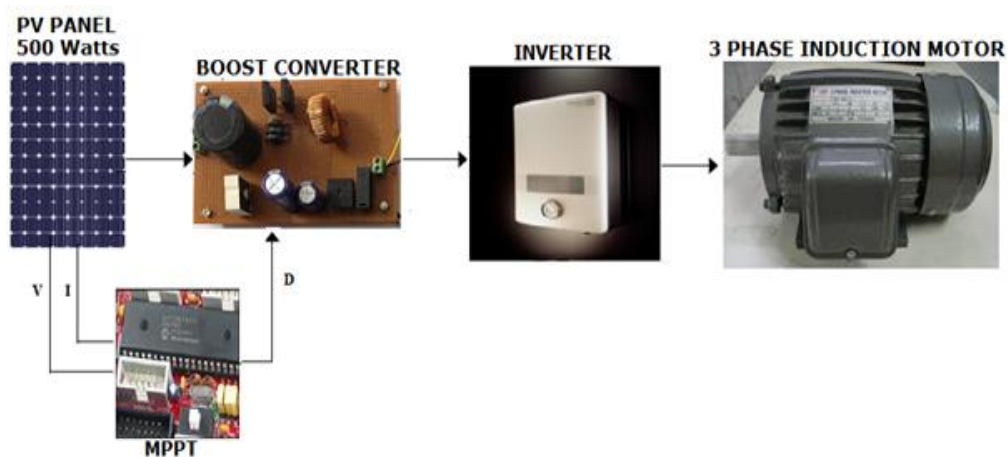 PV PANEL
500 Watts
BOOST CONVERTER
INVERTER
3 PHASE INDUCTION MOTOR
V
I
D
MPPT